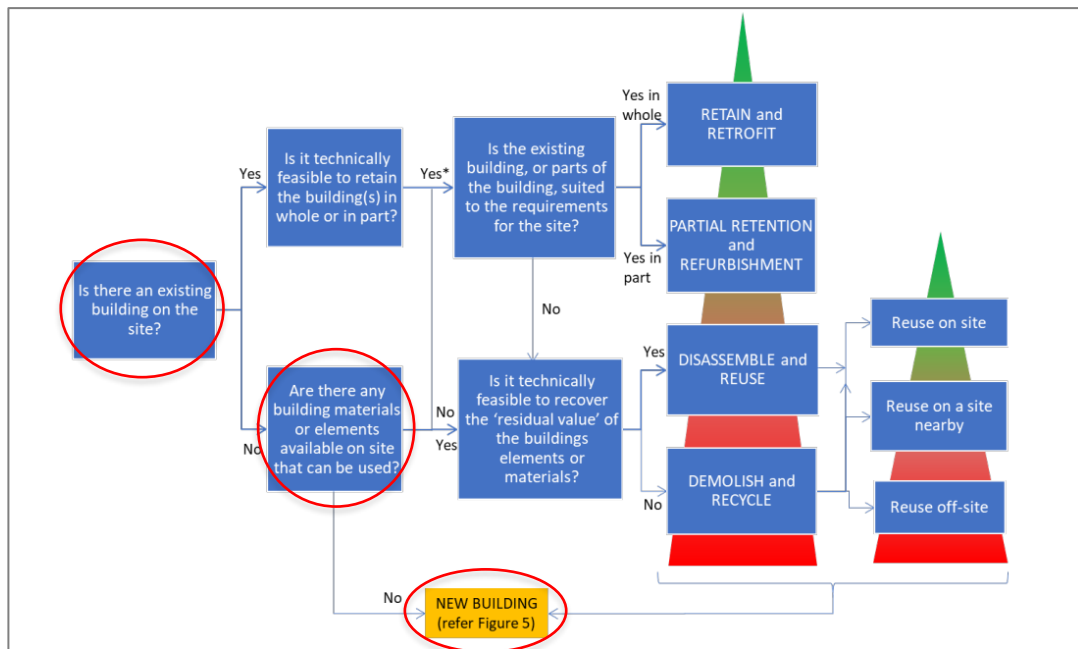 Is there an existing
building on the
site?
Yes
No
Is it technically
feasible to retain
the building(s) in
whole or in part?
Are there any
building materials
or elements
available on site
that can be used?
Yes*
No
Yes
Is the existing
building, or parts of
the building, suited
to the requirements
for the site?
No
Is it technically
feasible to recover
the ‘residual value’ of
the buildings
elements or
materials?
Yes in
whole
Yes in
part
Yes
No
RETAIN and
RETROFIT
PARTIAL RETENTION
and
REFURBISHMENT
DISASSEMBLE and
REUSE
DEMOLISH and
RECYCLE
Reuse on site
Reuse on a site
nearby
Reuse off-site
No
NEW BUILDING
(refer Figure 5)